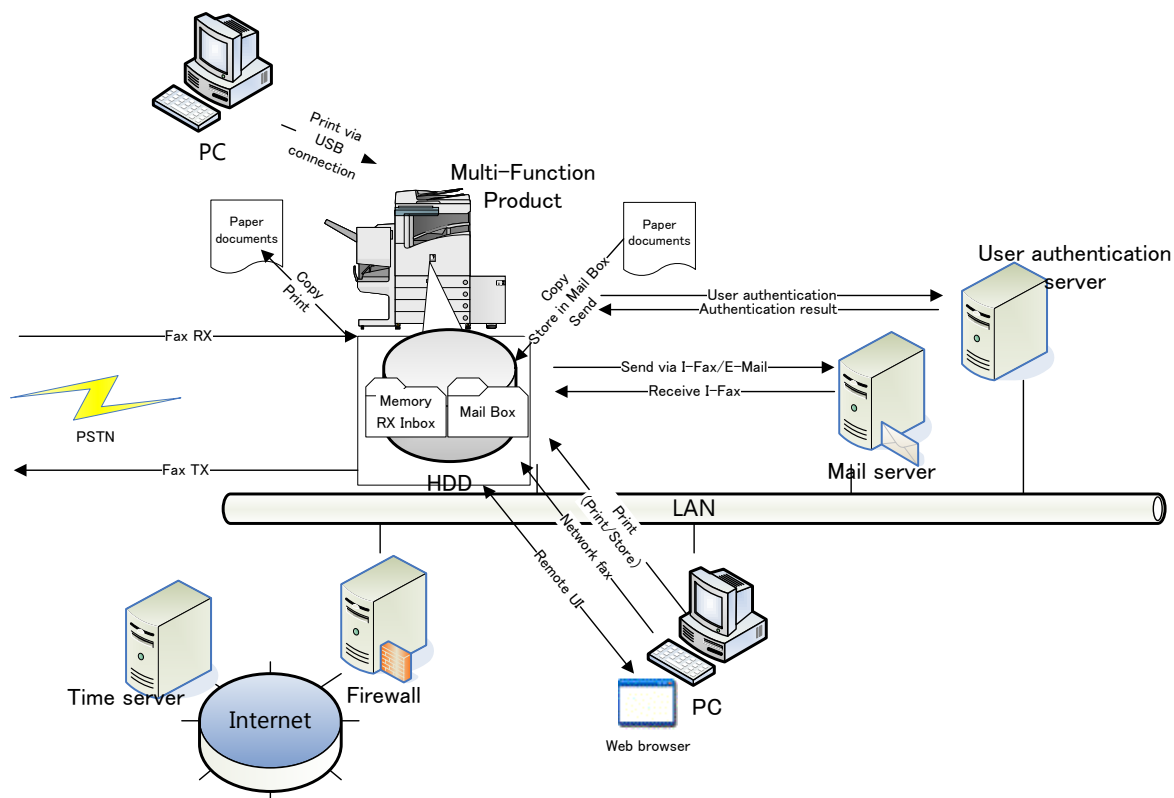 PC
Print via
USB
connection
Multi-Function
Product
Paper
documents
Copy
Print
Paper
documents
Copy
Store in Mail Box
Send
User authentication
server
User authentication
Authentication result
Fax RX
Send via I-Fax/E-Mail
Receive I-Fax
Memory
RX Inbox
Mail Box
PSTN
Fax TX
HDD
Mail server
LAN
Print
(Print/Store)
Network fax
Remote UI
Time server
Firewall
Internet
PC
Web browser